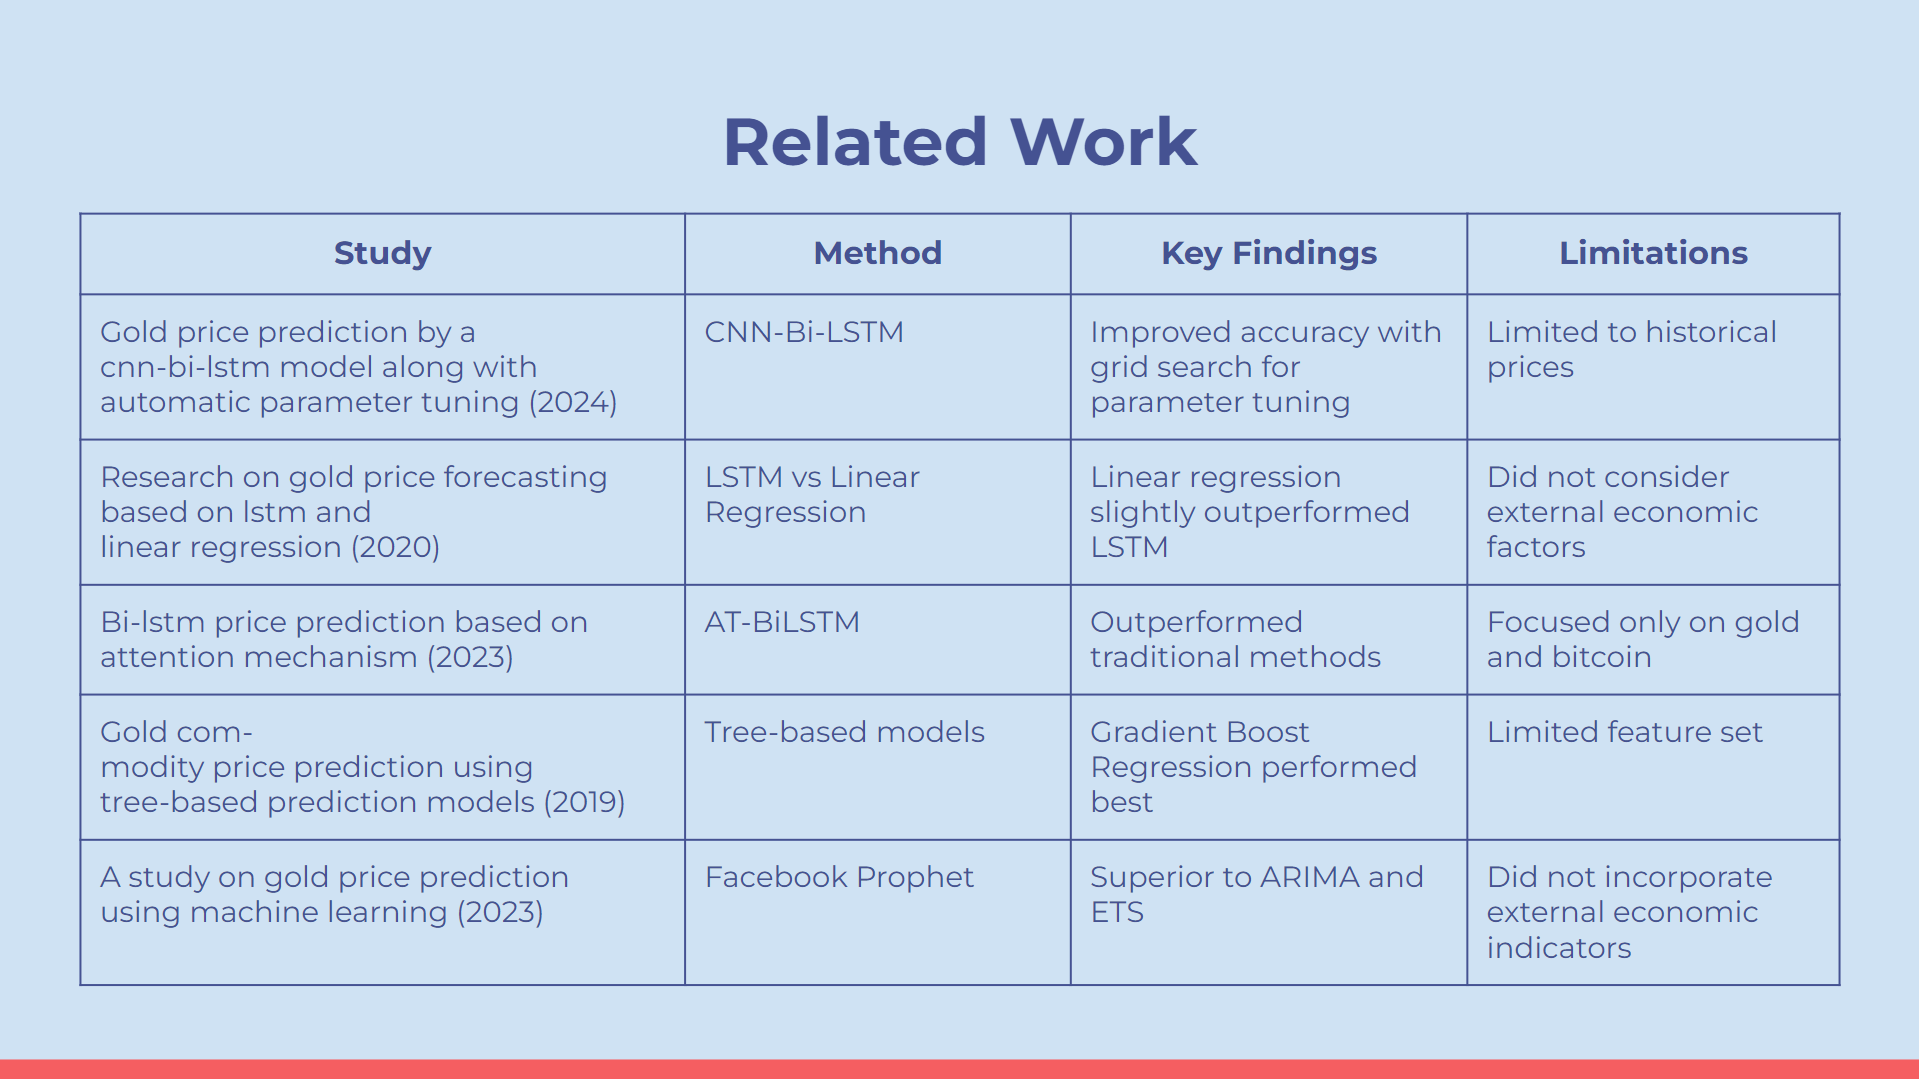 Related Work
Study
Method
Key Findings
Limitations
Gold price prediction by a
cnn-bi-lstm model along with
automatic parameter tuning (2024)
CNN-Bi-LSTM
Improved accuracy with
grid search for
parameter tuning
Limited to historical
prices
Research on gold price forecasting
based on lstm and
linear regression (2020)
LSTM vs Linear
Regression
Linear regression
slightly outperformed
LSTM
Did not consider
external economic
factors
Bi-lstm price prediction based on
attention mechanism (2023)
AT-BiLSTM
Outperformed
traditional methods
Focused only on gold
and bitcoin
Gold com-
modity price prediction using
tree-based prediction models (2019)
Tree-based models
Gradient Boost
Regression performed
best
Limited feature set
A study on gold price prediction
using machine learning (2023)
Facebook Prophet
Superior to ARIMA and
ETS
Did not incorporate
external economic
indicators